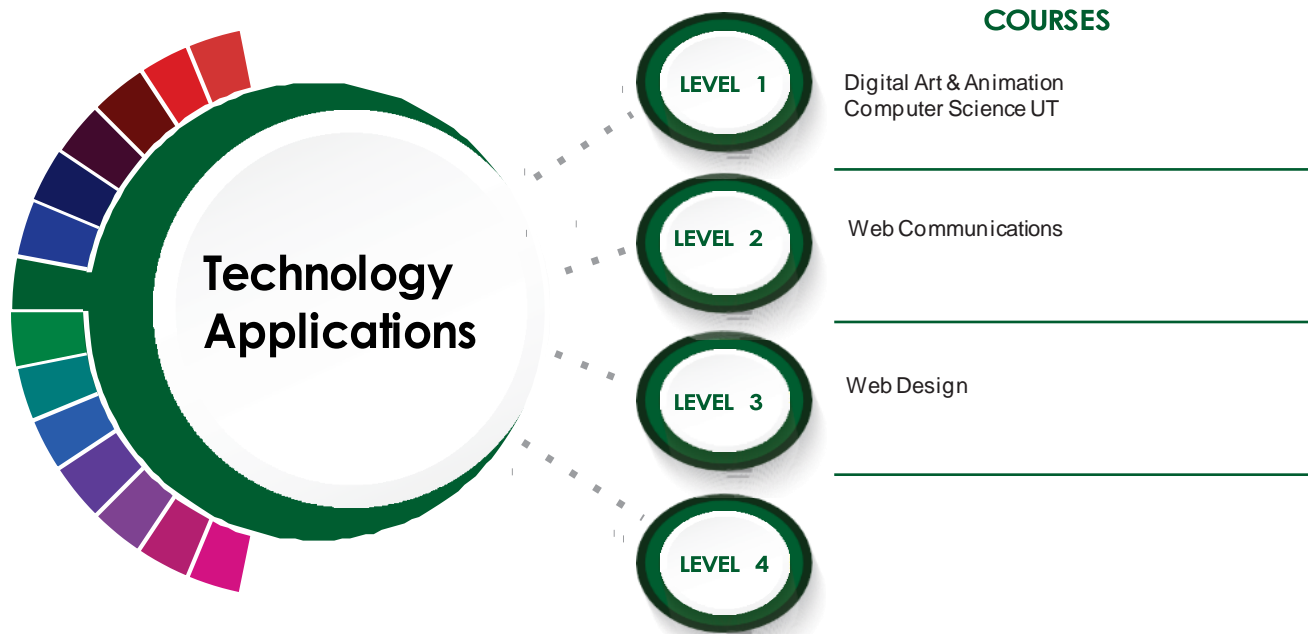 COURSES
Technology
Applications
LEVEL 1
Digital Art & Animation
Computer Science UT
LEVEL 2
Web Communications
LEVEL 3
Web Design
LEVEL 4